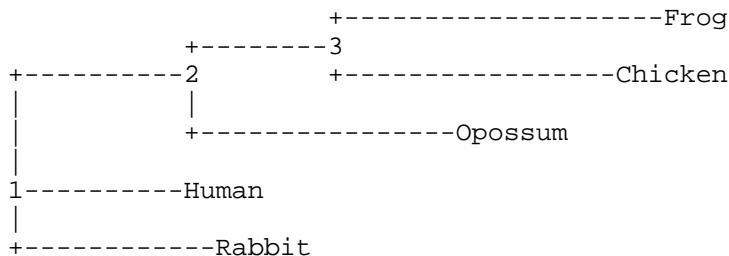 +--------------------Frog
+--------3
+----------2 +-----------------Chicken
| |
| +----------------Opossum
|
1----------Human
|
+------------Rabbit